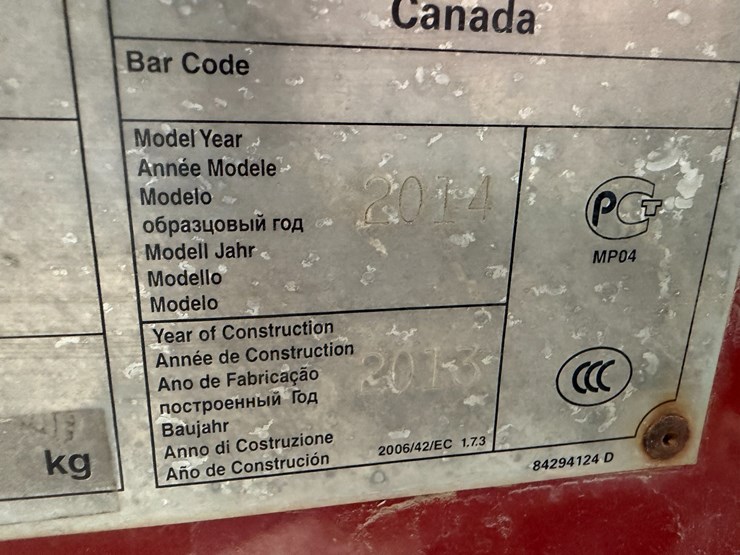 Canada
Bar Code
Model Year
Année Modele
Modelo
образцовый год
Modell Jahr
Modello
Modelo
2014
PCT
MP04
Year of Construction
Année de Construction
Ano de Fabricação
построенный Год
Baujahr
Anno di Costruzione
Año de Construción
2013
2006/42/EC 1.7.3
CCC
84294124 D
kg